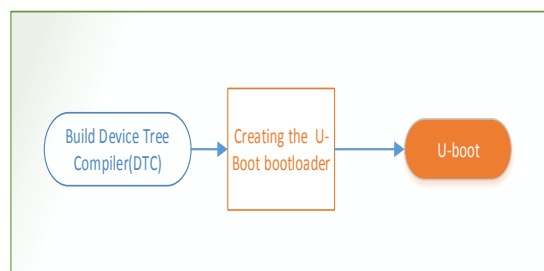 Build Device Tree
Compiler(DTC)
Creating the U-
Boot bootloader
U-boot